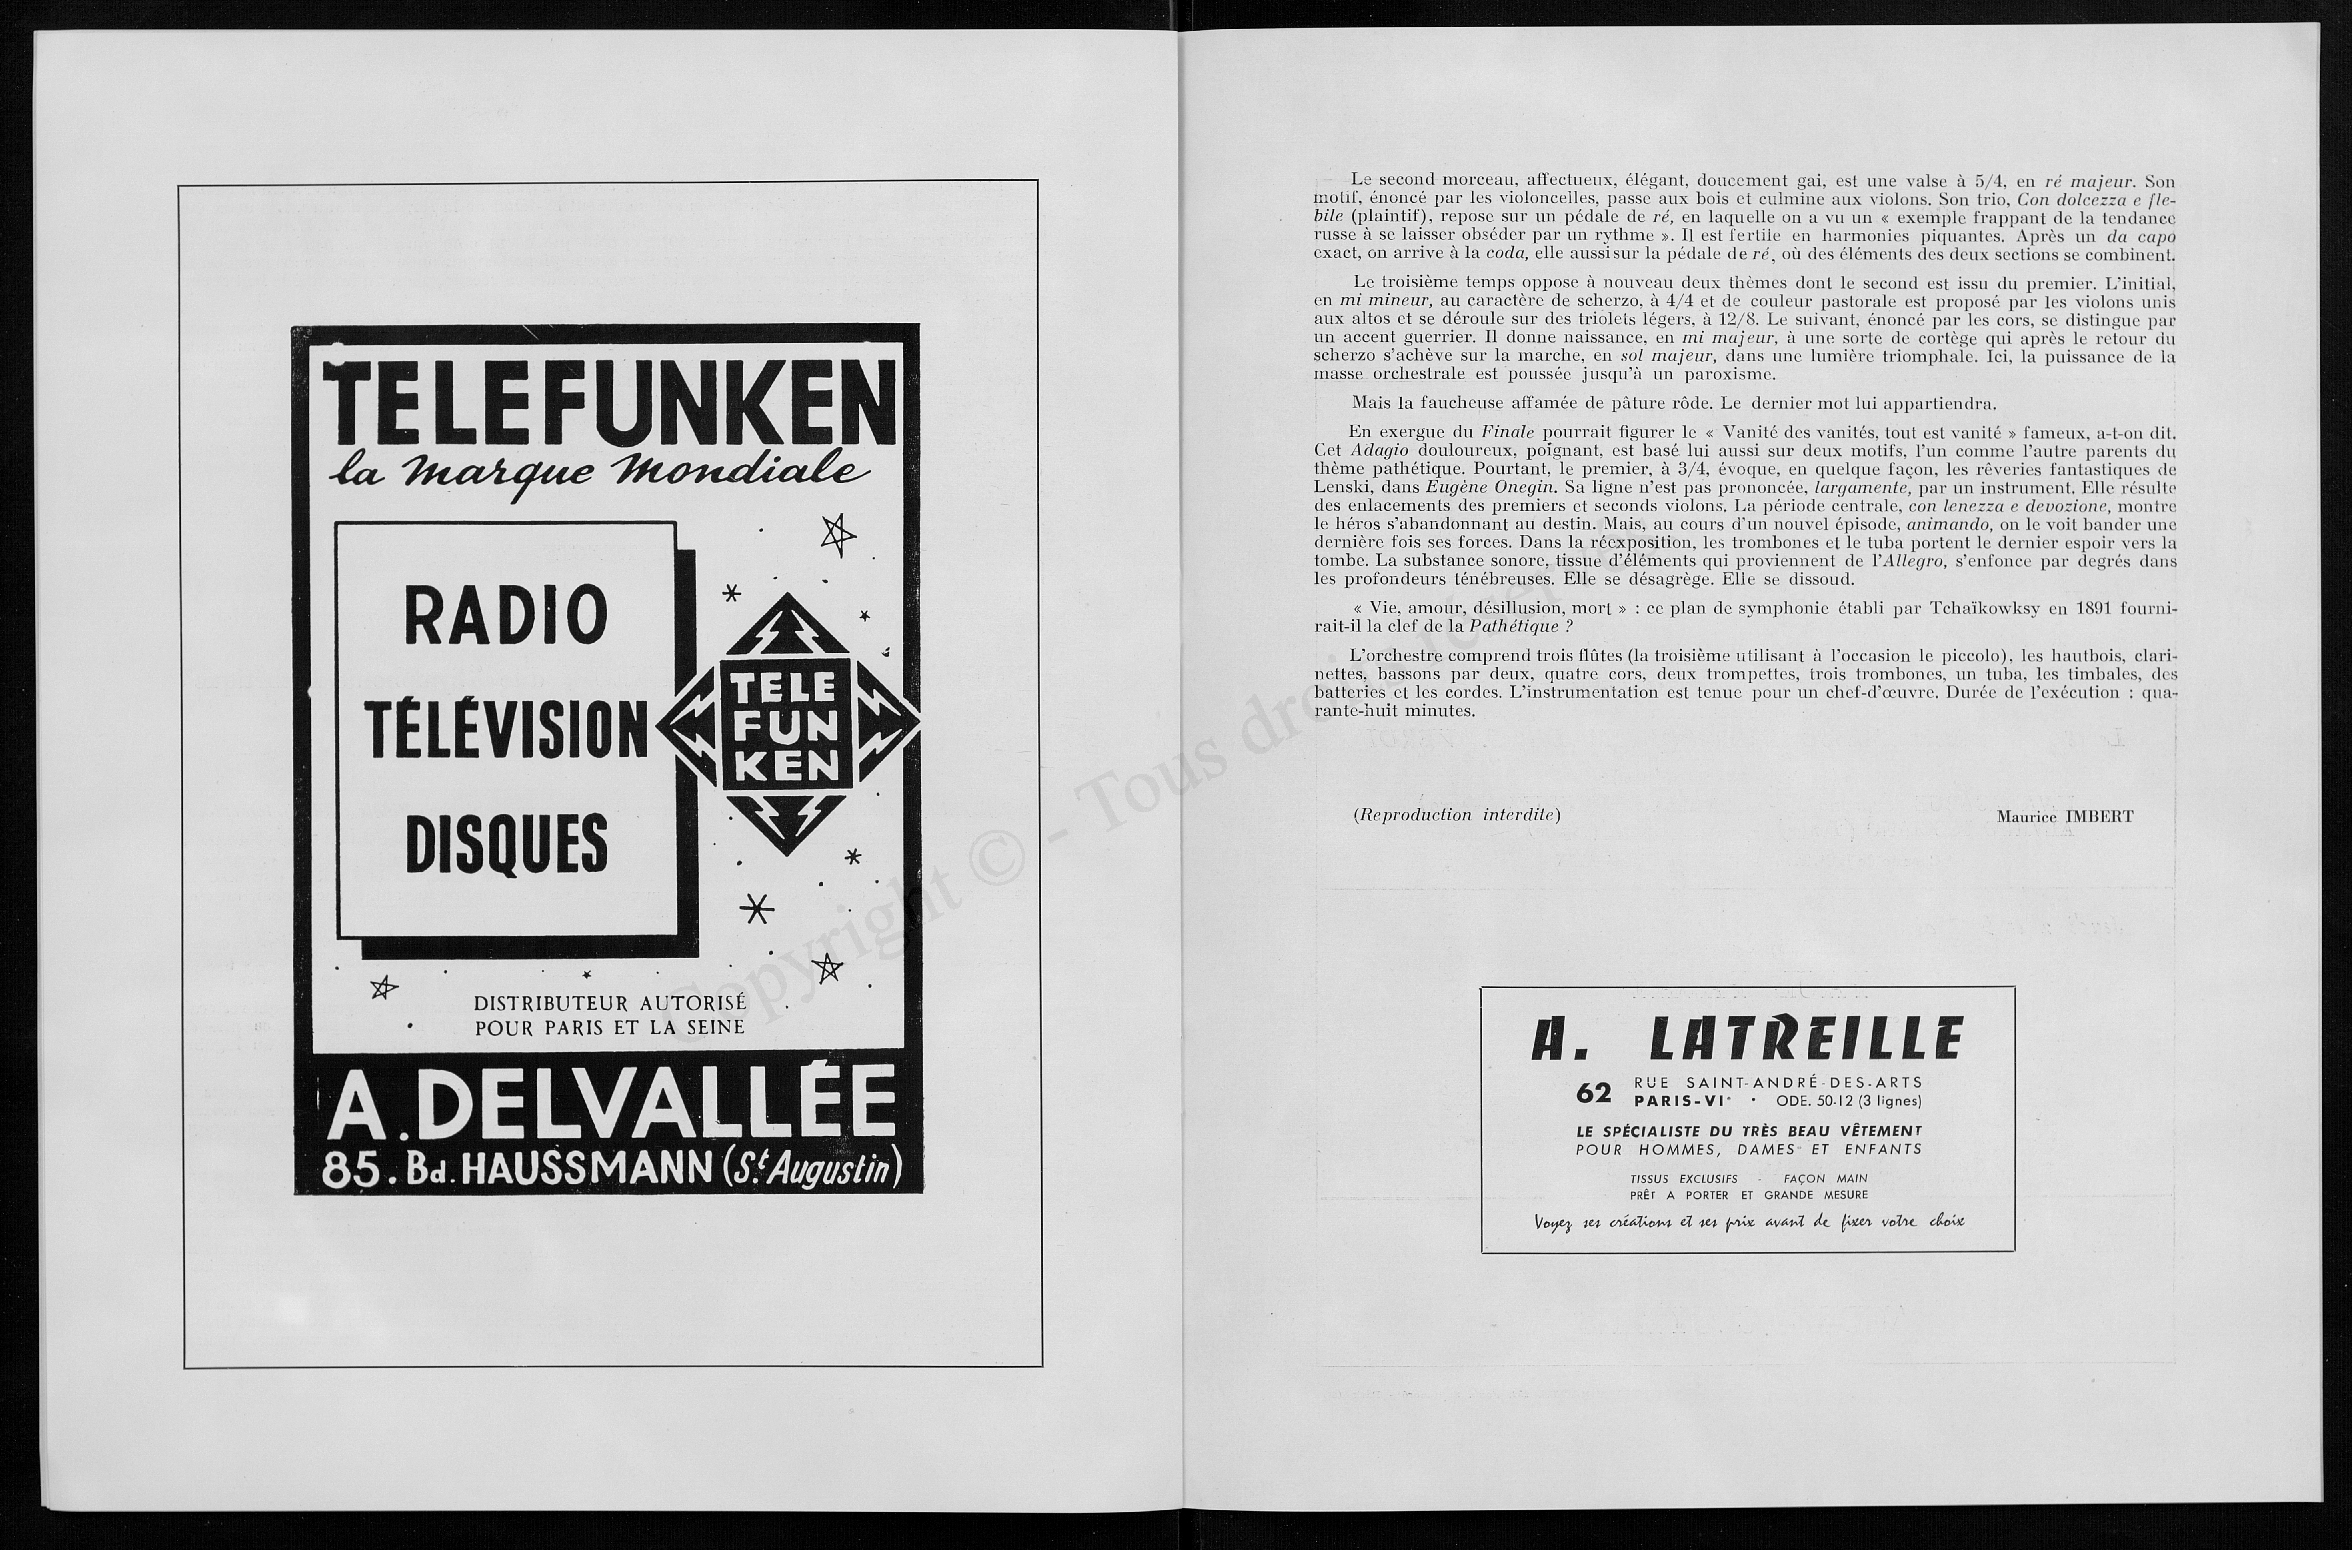 TELEFUNKEN
la marque mondiale
RADIO
TÉLÉVISION
DISQUES
TELE
FUN
KEN
DISTRIBUTEUR AUTORISÉ
POUR PARIS ET LA SEINE
A. DELVALLÉE
85. Bd. HAUSSMANN (St Augustin)
Le second morceau, affectueux, élégant, doucement gai, est une valse à 5/4, en ré majeur. Son
motif, énoncé par les violoncelles, passe aux bois et culmine aux violons. Son trio, Con dolcezza e fle-
bile (plaintif), repose sur un pédale de ré, en laquelle on a vu un « exemple frappant de la tendance
russe à se laisser obséder par un rythme ». Il est fertile en harmonies piquantes. Après un da capo
exact, on arrive à la coda, elle aussi sur la pédale de ré, où des éléments des deux sections se combinent.
Le troisième temps oppose à nouveau deux thèmes dont le second est issu du premier. L'initial,
en mi mineur, au caractère de scherzo, à 4/4 et de couleur pastorale est proposé par les violons unis
aux altos et se déroule sur des triolets légers, à 12/8. Le suivant, énoncé par les cors, se distingue par
un accent guerrier. Il donne naissance, en mi majeur, à une sorte de cortège qui après le retour du
scherzo s'achève sur la marche, en sol majeur, dans une lumière triomphale. Ici, la puissance de la
masse orchestrale est poussée jusqu'à un paroxisme.
Mais la faucheuse affamée de pâture rôde. Le dernier mot lui appartiendra.
En exergue du Finale pourrait figurer le « Vanité des vanités, tout est vanité » fameux, a-t-on dit.
Cet Adagio douloureux, poignant, est basé lui aussi sur deux motifs, l'un comme l'autre parents du
thème pathétique. Pourtant, le premier, à 3/4, évoque, en quelque façon, les rêveries fantastiques de
Lenski, dans Eugène Onegin. Sa ligne n'est pas prononcée, largamente, par un instrument. Elle résulte
des enlacements des premiers et seconds violons. La période centrale, con lenezza e devozione, montre
le héros s'abandonnant au destin. Mais, au cours d'un nouvel épisode, animando, on le voit bander une
dernière fois ses forces. Dans la réexposition, les trombones et le tuba portent le dernier espoir vers la
tombe. La substance sonore, tissue d'éléments qui proviennent de l'Allegro, s'enfonce par degrés dans
les profondeurs ténébreuses. Elle se désagrège. Elle se dissoud.
« Vie, amour, désillusion, mort » : ce plan de symphonie établi par Tchaïkowksy en 1891 fourni-
rait-il la clef de la Pathétique ?
L'orchestre comprend trois flûtes (la troisième utilisant à l'occasion le piccolo), les hautbois, clari-
nettes, bassons par deux, quatre cors, deux trompettes, trois trombones, un tuba, les timbales, des
batteries et les cordes. L'instrumentation est tenue pour un chef-d'œuvre. Durée de l'exécution : qua-
rante-huit minutes.
(Reproduction interdite) Maurice IMBERT
A. LATREILLE
62 RUE SAINT-ANDRÉ-DES-ARTS
PARIS-VIe • ODE. 50-12 (3 lignes)
LE SPÉCIALISTE DU TRÈS BEAU VÊTEMENT
POUR HOMMES, DAMES ET ENFANTS
TISSUS EXCLUSIFS - FAÇON MAIN
PRÊT A PORTER ET GRANDE MESURE
Voyez ses créations et ses prix avant de fixer votre choix
Copyright © - Tous droits